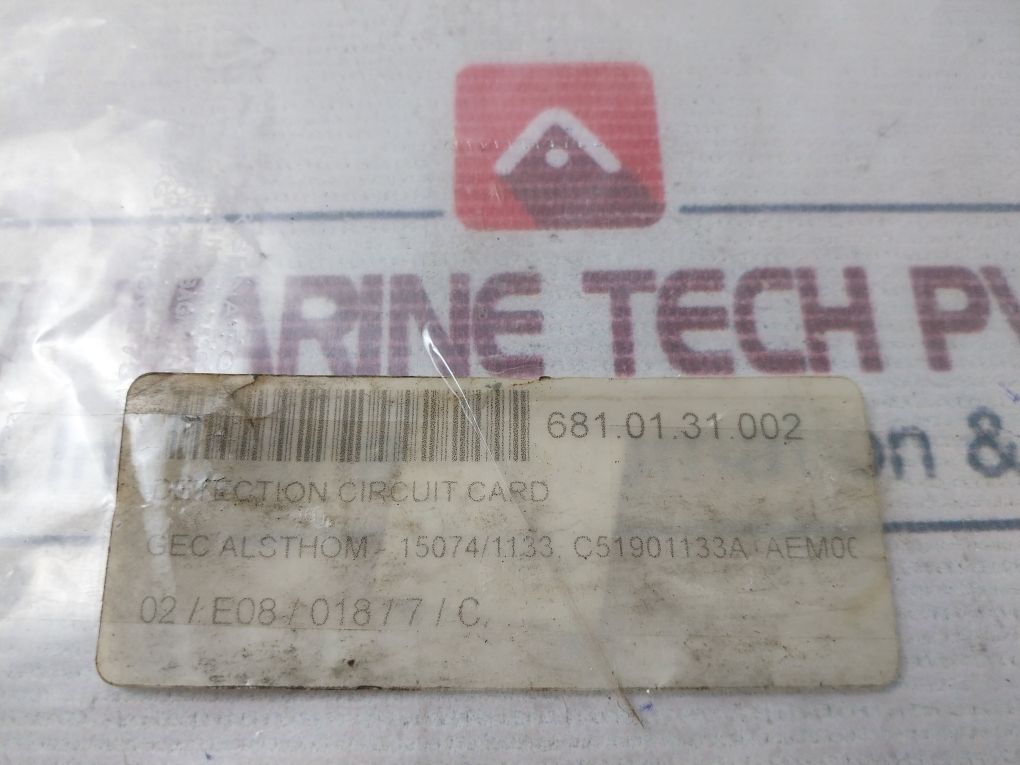 MARINE TECH PV
681.01.31.002
on &
DETECTION CIRCUIT CARD
GEC ALSTHOM - 15074/1133, C51901133A, AEM00
02 / E08 / 018 / 7 / C,